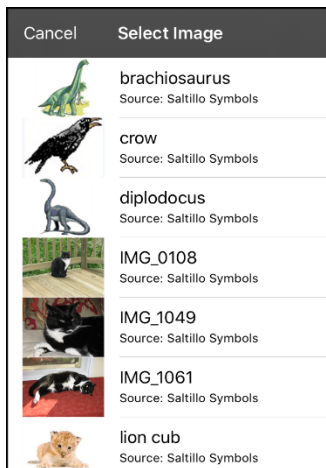 Cancel Select Image
brachiosaurus
Source: Saltillo Symbols
crow
Source: Saltillo Symbols
diplodocus
Source: Saltillo Symbols
IMG_0108
Source: Saltillo Symbols
IMG_1049
Source: Saltillo Symbols
IMG_1061
Source: Saltillo Symbols
lion cub
Source: Saltillo Symbols